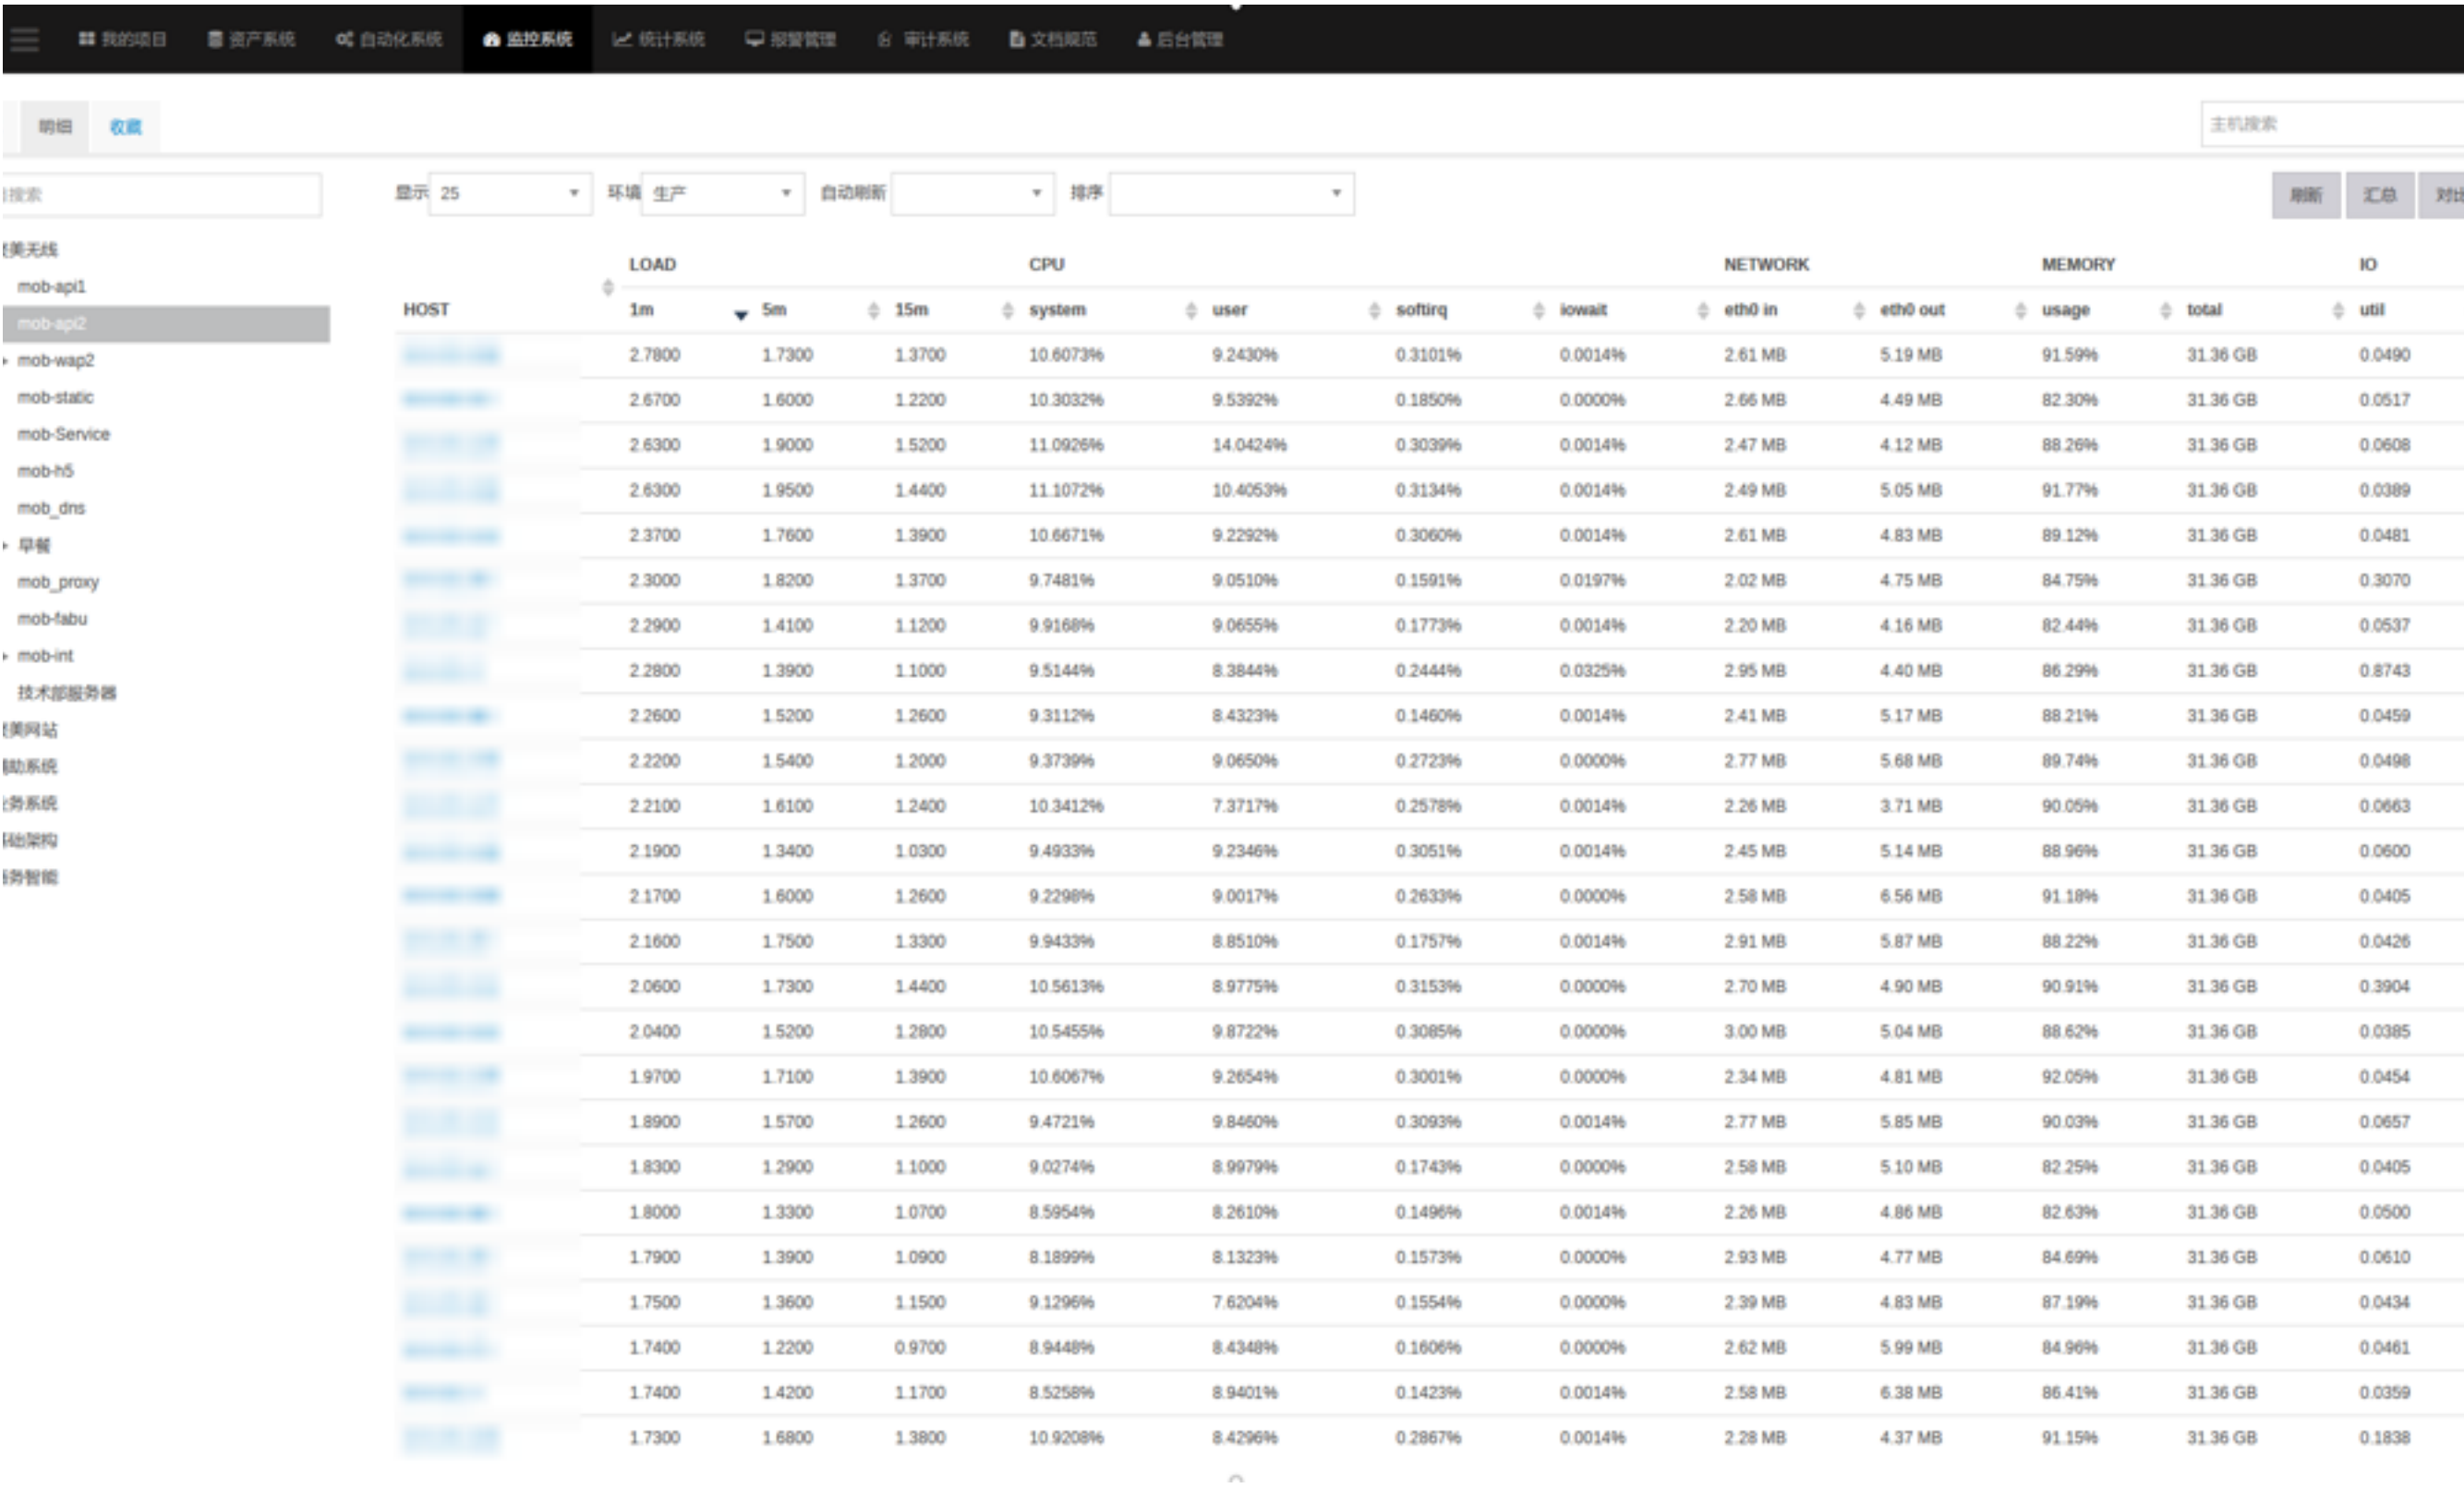 我的项目 资产系统 自动化系统 监控系统 统计系统 报警管理 审计系统 文档规范 后台管理
明细 收藏 主机搜索
搜索 显示 25 环境 生产 自动刷新 排序 刷新 汇总 对比
美无线
mob-api1
mob-api2
mob-wap2
mob-static
mob-Service
mob-h5
mob_dns
早餐
mob_proxy
mob-fabu
mob-int
技术部服务器
美网站
助系统
务系统
础架构
务智能
LOAD CPU NETWORK MEMORY IO
HOST 1m 5m 15m system user softirq iowait eth0 in eth0 out usage total util
2.7800 1.7300 1.3700 10.6073% 9.2430% 0.3101% 0.0014% 2.61 MB 5.19 MB 91.59% 31.36 GB 0.0490
2.6700 1.6000 1.2200 10.3032% 9.5392% 0.1850% 0.0000% 2.66 MB 4.49 MB 82.30% 31.36 GB 0.0517
2.6300 1.9000 1.5200 11.0926% 14.0424% 0.3039% 0.0014% 2.47 MB 4.12 MB 88.26% 31.36 GB 0.0608
2.6300 1.9500 1.4400 11.1072% 10.4053% 0.3134% 0.0014% 2.49 MB 5.05 MB 91.77% 31.36 GB 0.0389
2.3700 1.7600 1.3900 10.6671% 9.2292% 0.3060% 0.0014% 2.61 MB 4.83 MB 89.12% 31.36 GB 0.0481
2.3000 1.8200 1.3700 9.7481% 9.0510% 0.1591% 0.0197% 2.02 MB 4.75 MB 84.75% 31.36 GB 0.3070
2.2900 1.4100 1.1200 9.9168% 9.0655% 0.1773% 0.0014% 2.20 MB 4.16 MB 82.44% 31.36 GB 0.0537
2.2800 1.3900 1.1000 9.5144% 8.3844% 0.2444% 0.0325% 2.95 MB 4.40 MB 86.29% 31.36 GB 0.8743
2.2600 1.5200 1.2600 9.3112% 8.4323% 0.1460% 0.0014% 2.41 MB 5.17 MB 88.21% 31.36 GB 0.0459
2.2200 1.5400 1.2000 9.3739% 9.0650% 0.2723% 0.0000% 2.77 MB 5.68 MB 89.74% 31.36 GB 0.0498
2.2100 1.6100 1.2400 10.3412% 7.3717% 0.2578% 0.0014% 2.26 MB 3.71 MB 90.05% 31.36 GB 0.0663
2.1900 1.3400 1.0300 9.4933% 9.2346% 0.3051% 0.0014% 2.45 MB 5.14 MB 88.96% 31.36 GB 0.0600
2.1700 1.6000 1.2600 9.2298% 9.0017% 0.2633% 0.0000% 2.58 MB 6.56 MB 91.18% 31.36 GB 0.0405
2.1600 1.7500 1.3300 9.9433% 8.8510% 0.1757% 0.0014% 2.91 MB 5.87 MB 88.22% 31.36 GB 0.0426
2.0600 1.7300 1.4400 10.5613% 8.9775% 0.3153% 0.0000% 2.70 MB 4.90 MB 90.91% 31.36 GB 0.3904
2.0400 1.5200 1.2800 10.5455% 9.8722% 0.3085% 0.0000% 3.00 MB 5.04 MB 88.62% 31.36 GB 0.0385
1.9700 1.7100 1.3900 10.6067% 9.2654% 0.3001% 0.0000% 2.34 MB 4.81 MB 92.05% 31.36 GB 0.0454
1.8900 1.5700 1.2600 9.4721% 9.8460% 0.3093% 0.0014% 2.77 MB 5.85 MB 90.03% 31.36 GB 0.0657
1.8300 1.2900 1.1000 9.0274% 8.9979% 0.1743% 0.0000% 2.58 MB 5.10 MB 82.25% 31.36 GB 0.0405
1.8000 1.3300 1.0700 8.5954% 8.2610% 0.1496% 0.0014% 2.26 MB 4.86 MB 82.63% 31.36 GB 0.0500
1.7900 1.3900 1.0900 8.1899% 8.1323% 0.1573% 0.0000% 2.93 MB 4.77 MB 84.69% 31.36 GB 0.0610
1.7500 1.3600 1.1500 9.1296% 7.6204% 0.1554% 0.0000% 2.39 MB 4.83 MB 87.19% 31.36 GB 0.0434
1.7400 1.2200 0.9700 8.9448% 8.4348% 0.1606% 0.0000% 2.62 MB 5.99 MB 84.96% 31.36 GB 0.0461
1.7400 1.4200 1.1700 8.5258% 8.9401% 0.1423% 0.0014% 2.58 MB 6.38 MB 86.41% 31.36 GB 0.0359
1.7300 1.6800 1.3800 10.9208% 8.4296% 0.2867% 0.0014% 2.28 MB 4.37 MB 91.15% 31.36 GB 0.1838